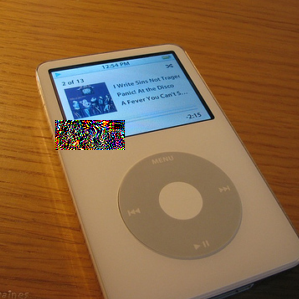 12:54 PM
2 of 13
I Write Sins Not Traged
Panic! At the Disco
A Fever You Can't S...
-2:15
MENU